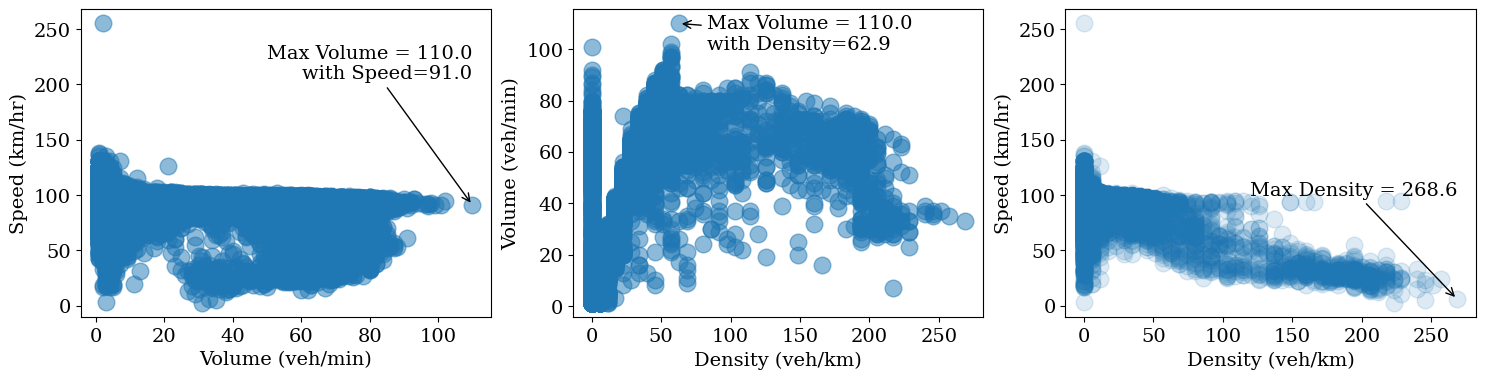 250
200
150
100
50
0
Speed (km/hr)
Max Volume = 110.0
with Speed=91.0
0 20 40 60 80 100
Volume (veh/min)
100
80
60
40
20
0
Volume (veh/min)
Max Volume = 110.0
with Density=62.9
0 50 100 150 200 250
Density (veh/km)
250
200
150
100
50
0
Speed (km/hr)
Max Density = 268.6
0 50 100 150 200 250
Density (veh/km)